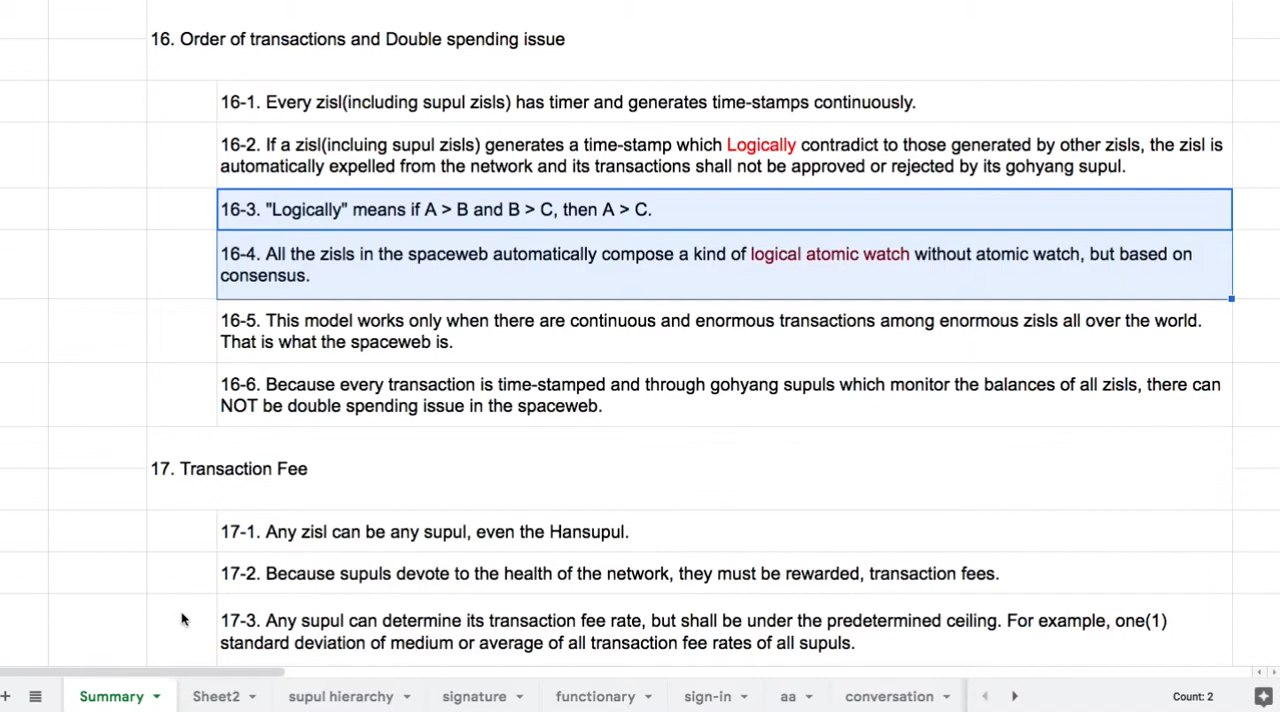 16. Order of transactions and Double spending issue
16-1. Every zisl(including supul zisls) has timer and generates time-stamps continuously.
16-2. If a zisl(incluing supul zisls) generates a time-stamp which Logically contradict to those generated by other zisls, the zisl is
automatically expelled from the network and its transactions shall not be approved or rejected by its gohyang supul.
16-3. "Logically" means if A > B and B > C, then A > C.
16-4. All the zisls in the spaceweb automatically compose a kind of logical atomic watch without atomic watch, but based on
consensus.
16-5. This model works only when there are continuous and enormous transactions among enormous zisls all over the world.
That is what the spaceweb is.
16-6. Because every transaction is time-stamped and through gohyang supuls which monitor the balances of all zisls, there can
NOT be double spending issue in the spaceweb.
17. Transaction Fee
17-1. Any zisl can be any supul, even the Hansupul.
17-2. Because supuls devote to the health of the network, they must be rewarded, transaction fees.
17-3. Any supul can determine its transaction fee rate, but shall be under the predetermined ceiling. For example, one(1)
standard deviation of medium or average of all transaction fee rates of all supuls.
Summary Sheet2 supul hierarchy signature functionary sign-in aa conversation Count: 2